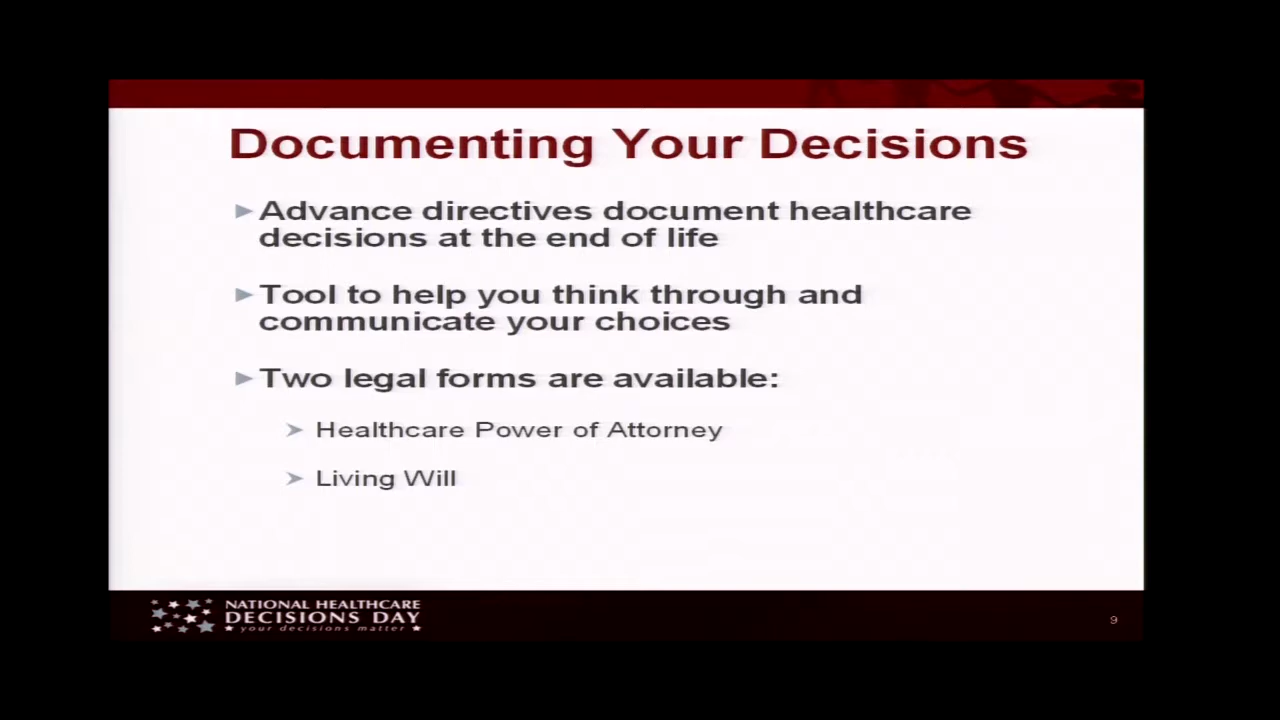 Documenting Your Decisions
Advance directives document healthcare
decisions at the end of life
Tool to help you think through and
communicate your choices
Two legal forms are available:
Healthcare Power of Attorney
Living Will
NATIONAL HEALTHCARE
DECISIONS DAY
your decisions matter
9